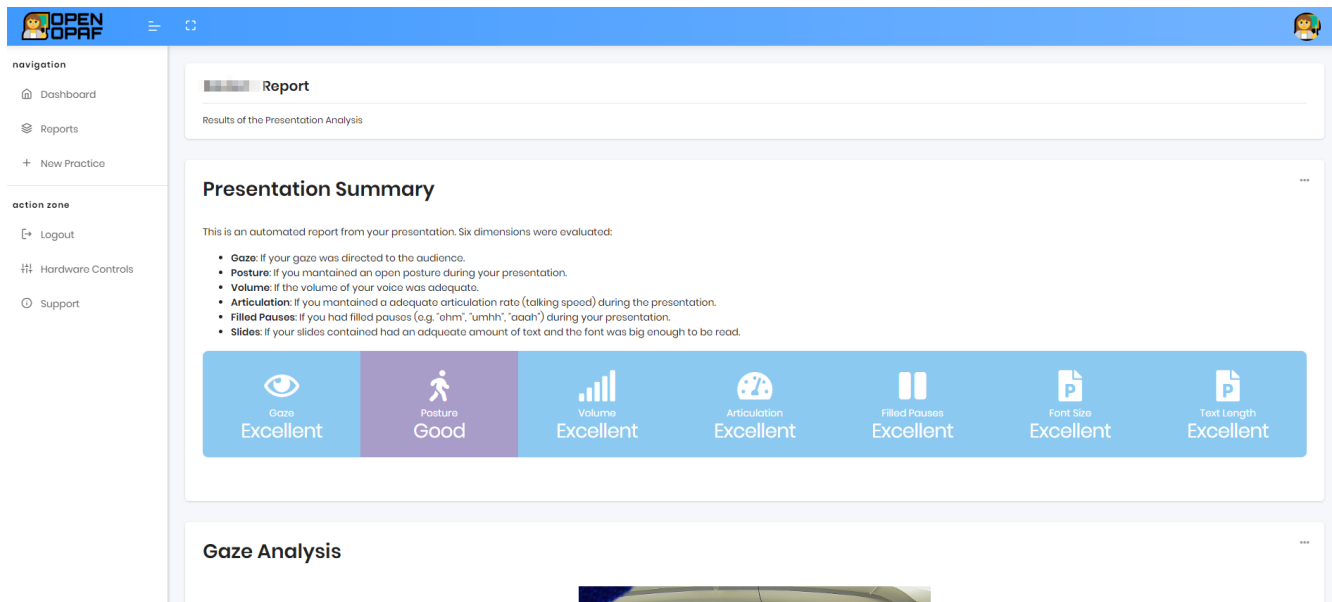 OPEN
OPAF
navigation
Dashboard
Reports
New Practice
action zone
Logout
Hardware Controls
Support
Report
Results of the Presentation Analysis
Presentation Summary
This is an automated report from your presentation. Six dimensions were evaluated:
Gaze: If your gaze was directed to the audience.
Posture: If you mantained an open posture during your presentation.
Volume: If the volume of your voice was adequate.
Articulation: If you mantained a adequate articulation rate (talking speed) during the presentation.
Filled Pauses: If you had filled pauses (e.g. "ehm", "umhh", "aaah") during your presentation.
Slides: If your slides contained had an adqueate amount of text and the font was big enough to be read.
Gaze
Excellent
Posture
Good
Volume
Excellent
Articulation
Excellent
Filled Pauses
Excellent
P
Font Size
Excellent
P
Text Length
Excellent
Gaze Analysis